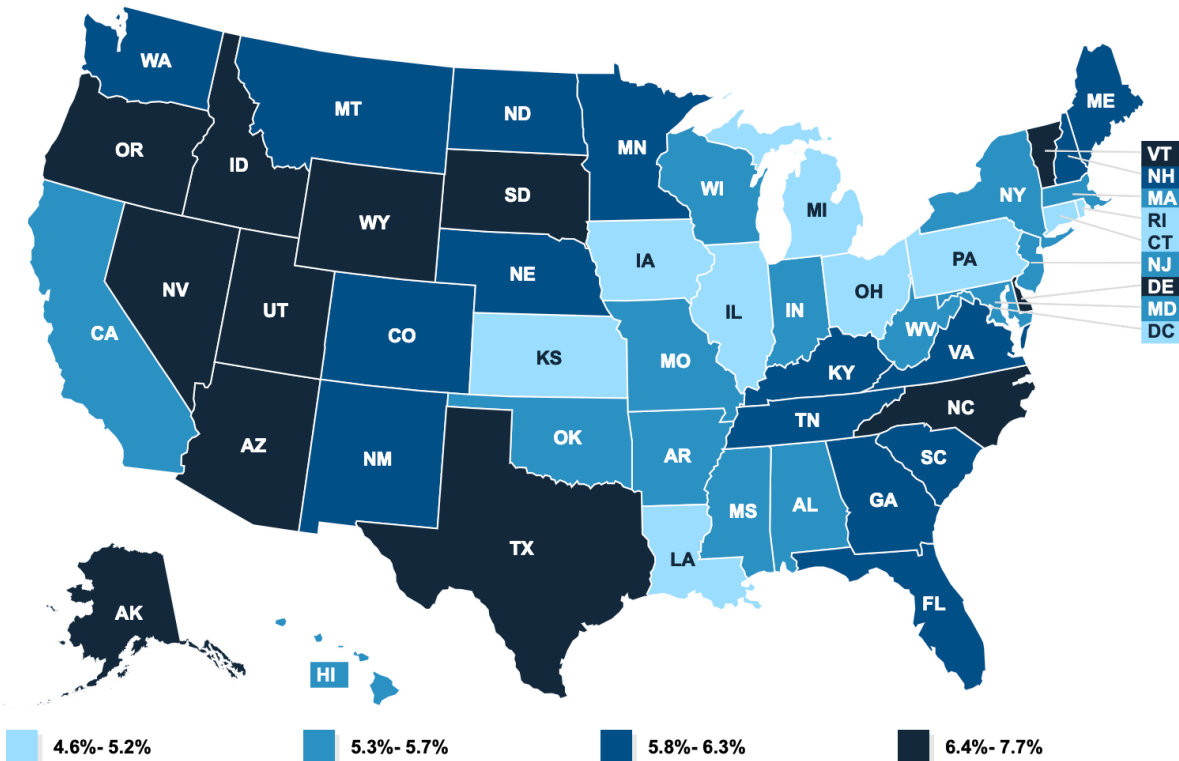 WA
MT
ND
MN
ME
OR
ID
SD
WI
MI
NY
VT
NH
MA
RI
CT
NJ
DE
MD
DC
WY
NV
UT
CO
NE
IA
IL
IN
OH
PA
CA
KS
MO
KY
WV
VA
AZ
NM
OK
AR
TN
NC
SC
TX
LA
MS
AL
GA
FL
AK
HI
4.6%- 5.2% 5.3%- 5.7% 5.8%- 6.3% 6.4%- 7.7%